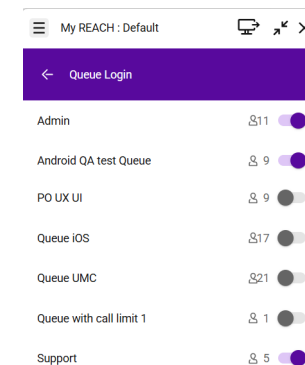 My REACH : Default
Queue Login
Admin 11
Android QA test Queue 9
PO UX UI 9
Queue iOS 17
Queue UMC 21
Queue with call limit 1 1
Support 5